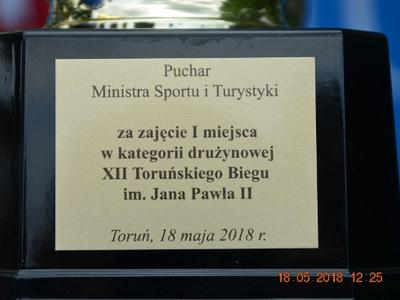 Puchar
Ministra Sportu i Turystyki
za zajęcie I miejsca
w kategorii drużynowej
XII Toruńskiego Biegu
im. Jana Pawła II
Toruń, 18 maja 2018 r.
18.05.2018 12:25